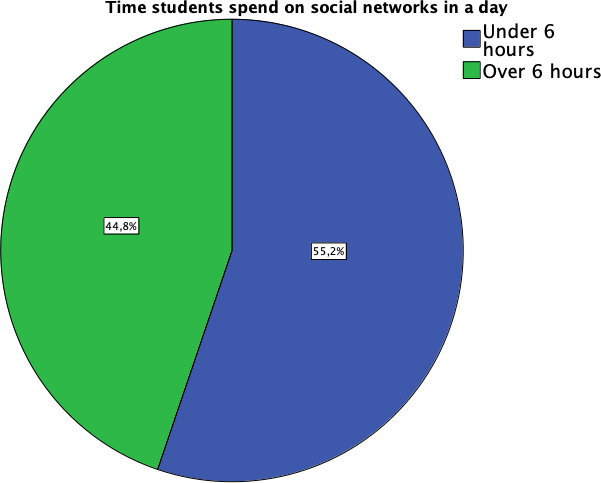 Time students spend on social networks in a day
Under 6
hours
Over 6 hours
44,8%
55,2%